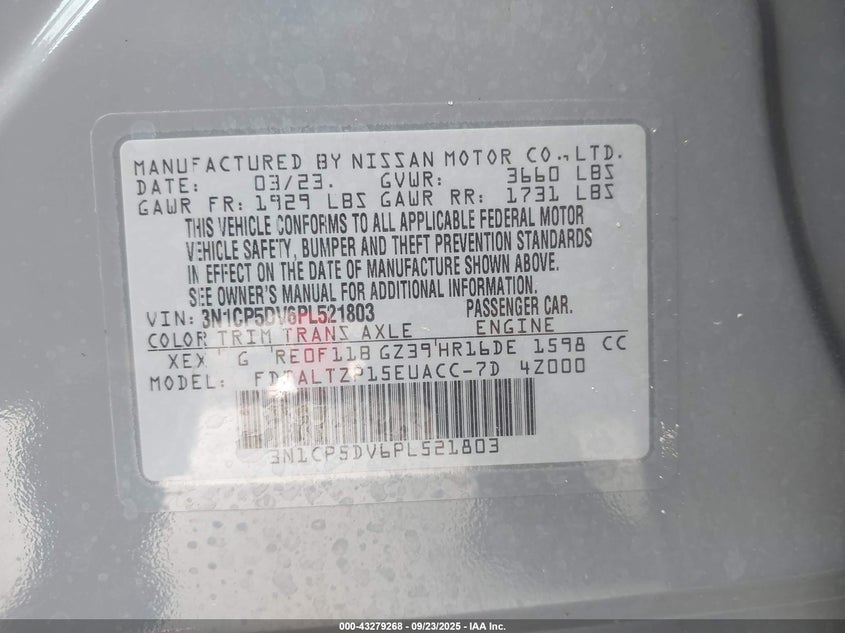 MANUFACTURED BY NISSAN MOTOR CO., LTD.
DATE: 03/23. GVWR: 3660 LBS
GAWR FR: 1929 LBS GAWR RR: 1731 LBS
THIS VEHICLE CONFORMS TO ALL APPLICABLE FEDERAL MOTOR
VEHICLE SAFETY, BUMPER AND THEFT PREVENTION STANDARDS
IN EFFECT ON THE DATE OF MANUFACTURE SHOWN ABOVE.
SEE OWNER'S MANUAL FOR ADDITIONAL INFORMATION.
VIN: 3N1CP5DV6PL521803 PASSENGER CAR.
COLOR TRIM TRANS AXLE ENGINE
XEX G RE0F11B GZ39 HR16DE 1598 CC
MODEL: 4Z000
3N1CP5DV6PL521803
000-43279268 - 09/23/2025 - IAA Inc.